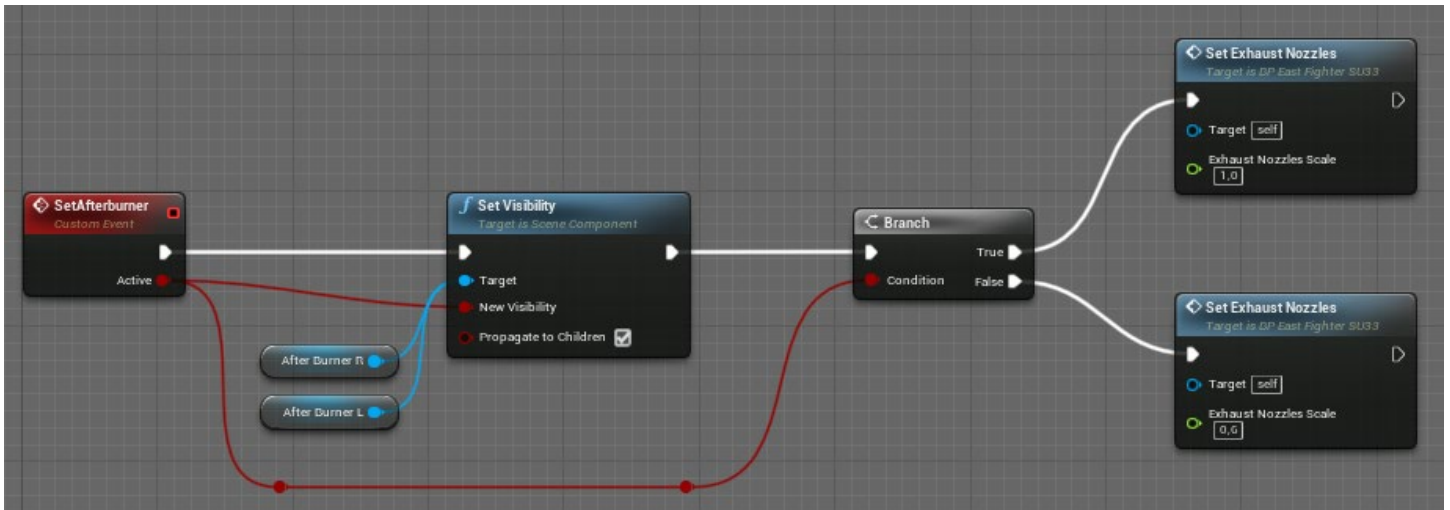 SetAfterburner
Custom Event
Active
After Burner R
After Burner L
Set Visibility
Target is Scene Component
Target
New Visibility
Propagate to Children
Branch
True
Condition
False
Set Exhaust Nozzles
Target is BP East Fighter SU33
Target self
Exhaust Nozzles Scale
1,0
Set Exhaust Nozzles
Target is BP East Fighter SU33
Target self
Exhaust Nozzles Scale
0,6